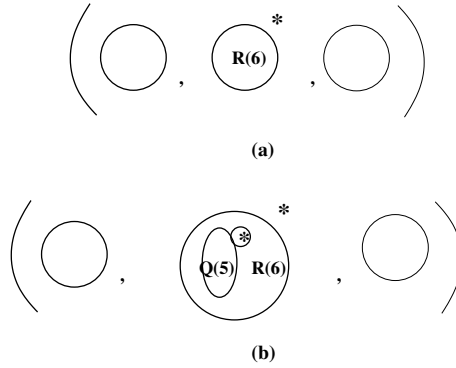 *
R(6)
, ,
(a)
*
*
Q(5) R(6)
, ,
(b)